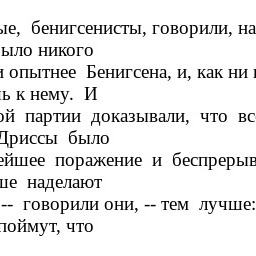 ые, бенигсенисты, говорили, на
ыло никого
и опытнее Бенигсена, и, как ни
ь к нему. И
ой партии доказывали, что вс
Дриссы было
ейшее поражение и беспрерыв
ше наделают
-- говорили они, -- тем лучше:
поймут, что